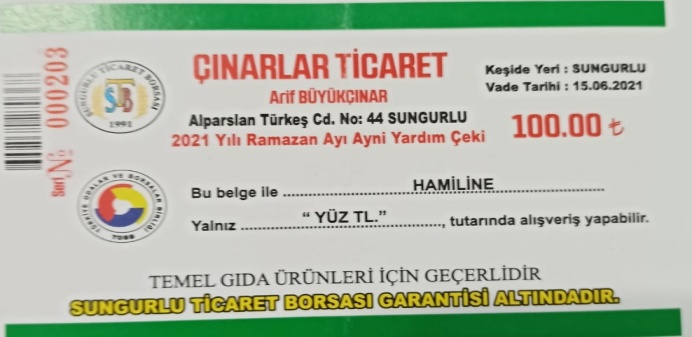 ÇINARLAR TİCARET
Arif BÜYÜKÇINAR
Alparslan Türkeş Cd. No: 44 SUNGURLU
2021 Yılı Ramazan Ayı Ayni Yardım Çeki
Keşide Yeri : SUNGURLU
Vade Tarihi : 15.06.2021
100.00 ₺
Seri No 000203
SUNGURLU TİCARET BORSASI
STB
1991
TÜRKİYE ODALAR VE BORSALAR BİRLİĞİ
TOBB
Bu belge ile ........ HAMİLİNE ........
Yalnız ........ “ YÜZ TL.” ........, tutarında alışveriş yapabilir.
TEMEL GIDA ÜRÜNLERİ İÇİN GEÇERLİDİR
SUNGURLU TİCARET BORSASI GARANTİSİ ALTINDADIR.